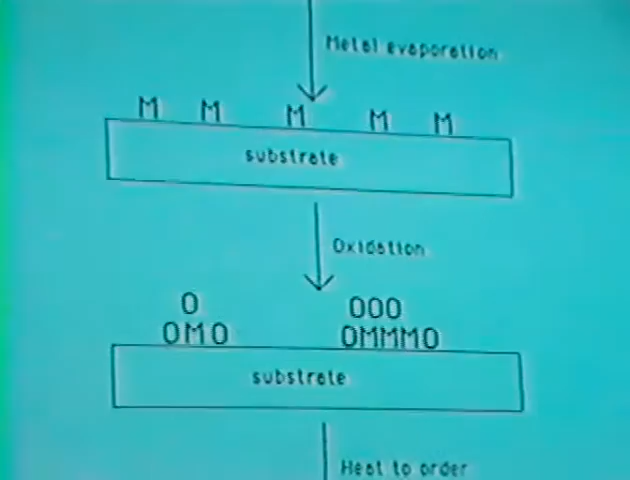 Metal evaporation
M M M M M
substrate
Oxidation
O OOO
OMO OMMMO
substrate
Heat to order